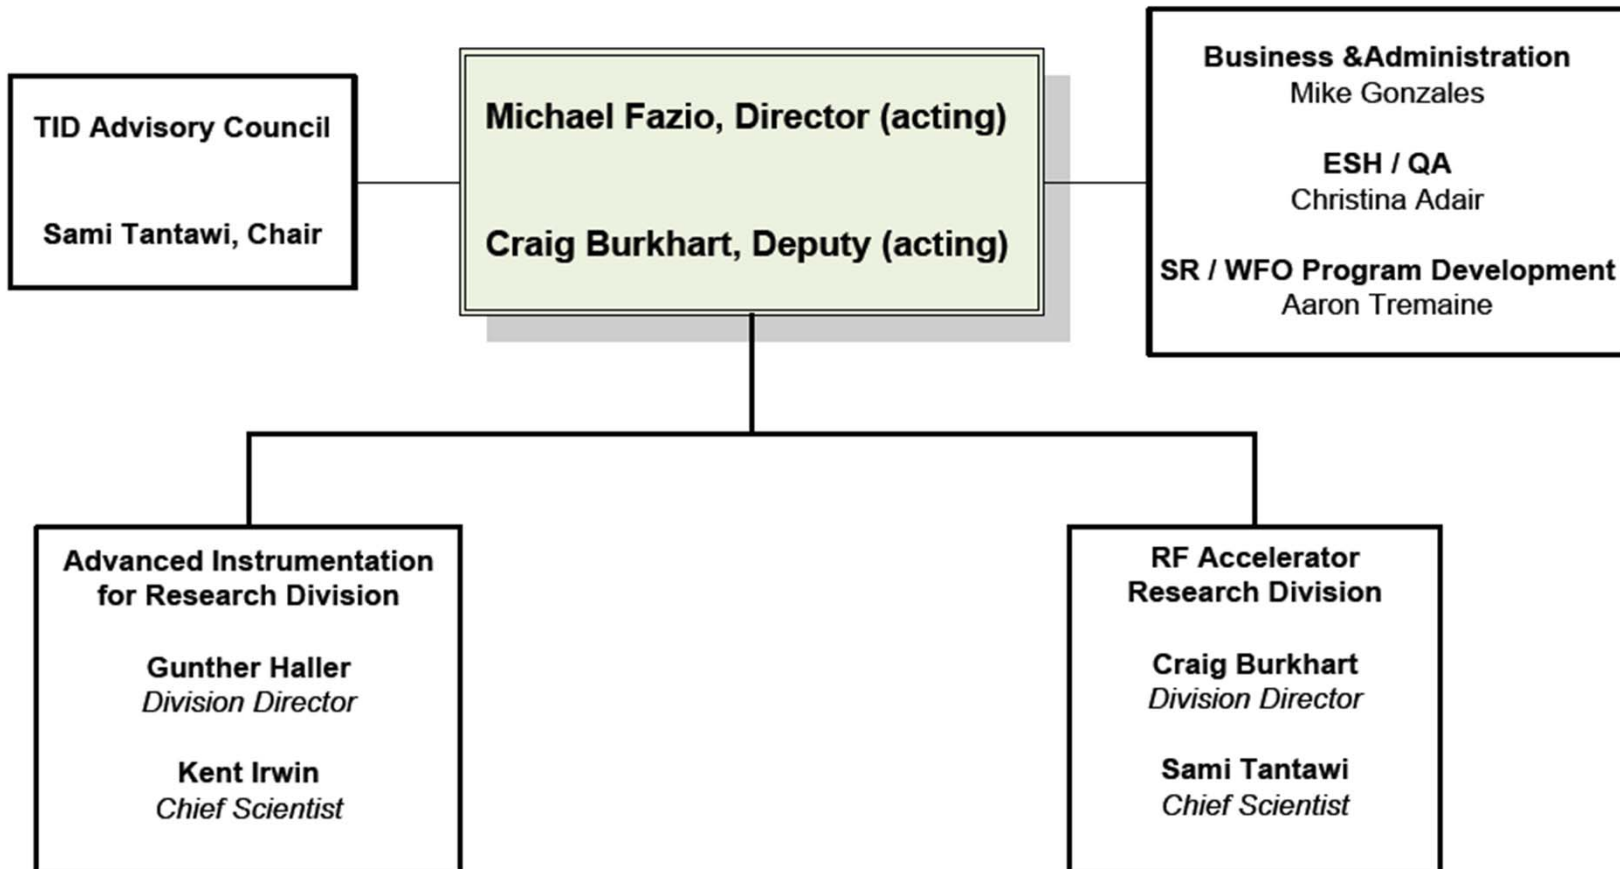 TID Advisory Council
Sami Tantawi, Chair
Michael Fazio, Director (acting)
Craig Burkhart, Deputy (acting)
Business &Administration
Mike Gonzales
ESH / QA
Christina Adair
SR / WFO Program Development
Aaron Tremaine
Advanced Instrumentation
for Research Division
Gunther Haller
Division Director
Kent Irwin
Chief Scientist
RF Accelerator
Research Division
Craig Burkhart
Division Director
Sami Tantawi
Chief Scientist